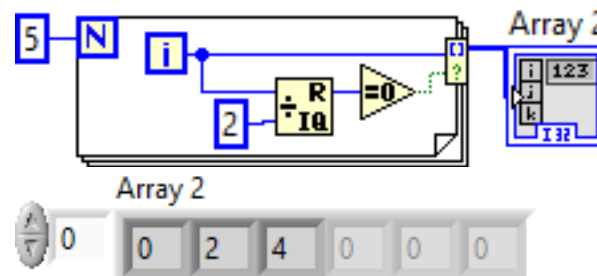 Array 2
5 N
i
[]
?
÷ R
IQ
=0
2
i
j
k
123
I32
Array 2
0 0 2 4 0 0 0